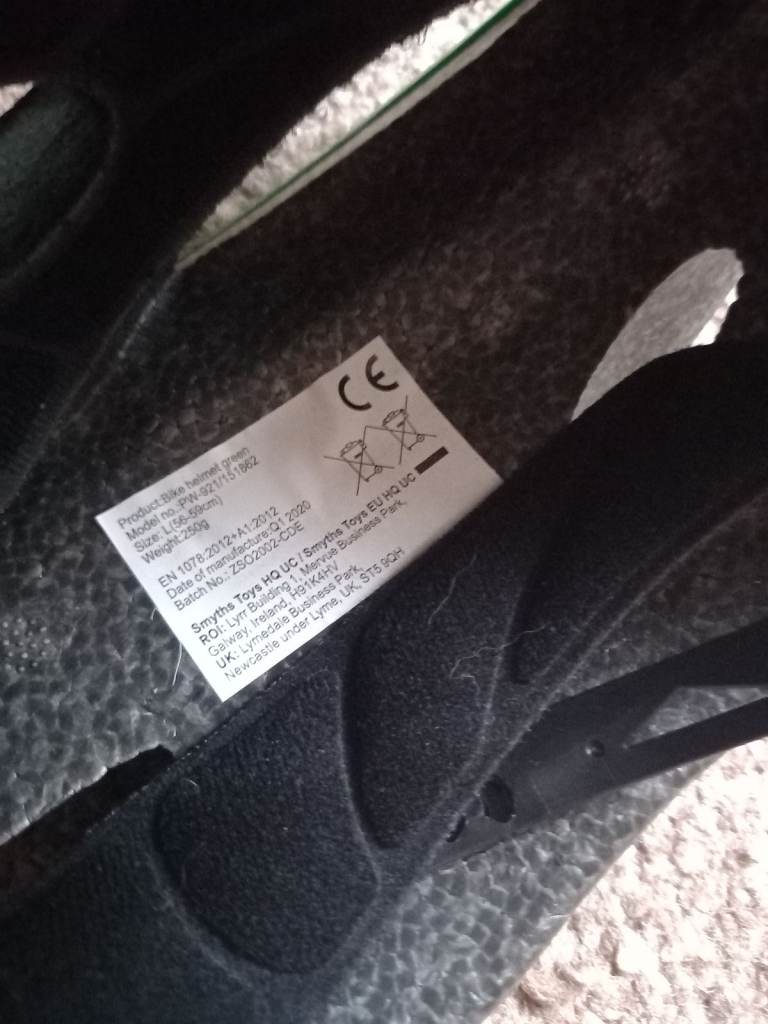 CE
Product:Bike helmet green
Model no.:PW-921/151862
Size: L(56-59cm)
Weight:250g
EN 1078:2012+A1:2012
Date of manufacture:Q1 2020
Batch No.: ZSO2002-CDE
Smyths Toys HQ UC / Smyths Toys EU HQ UC
ROI: Lyrr Building 1, Mervue Business Park,
Galway, Ireland, H91K4HV
UK: Lymedale Business Park,
Newcastle under Lyme, UK, ST5 9QH